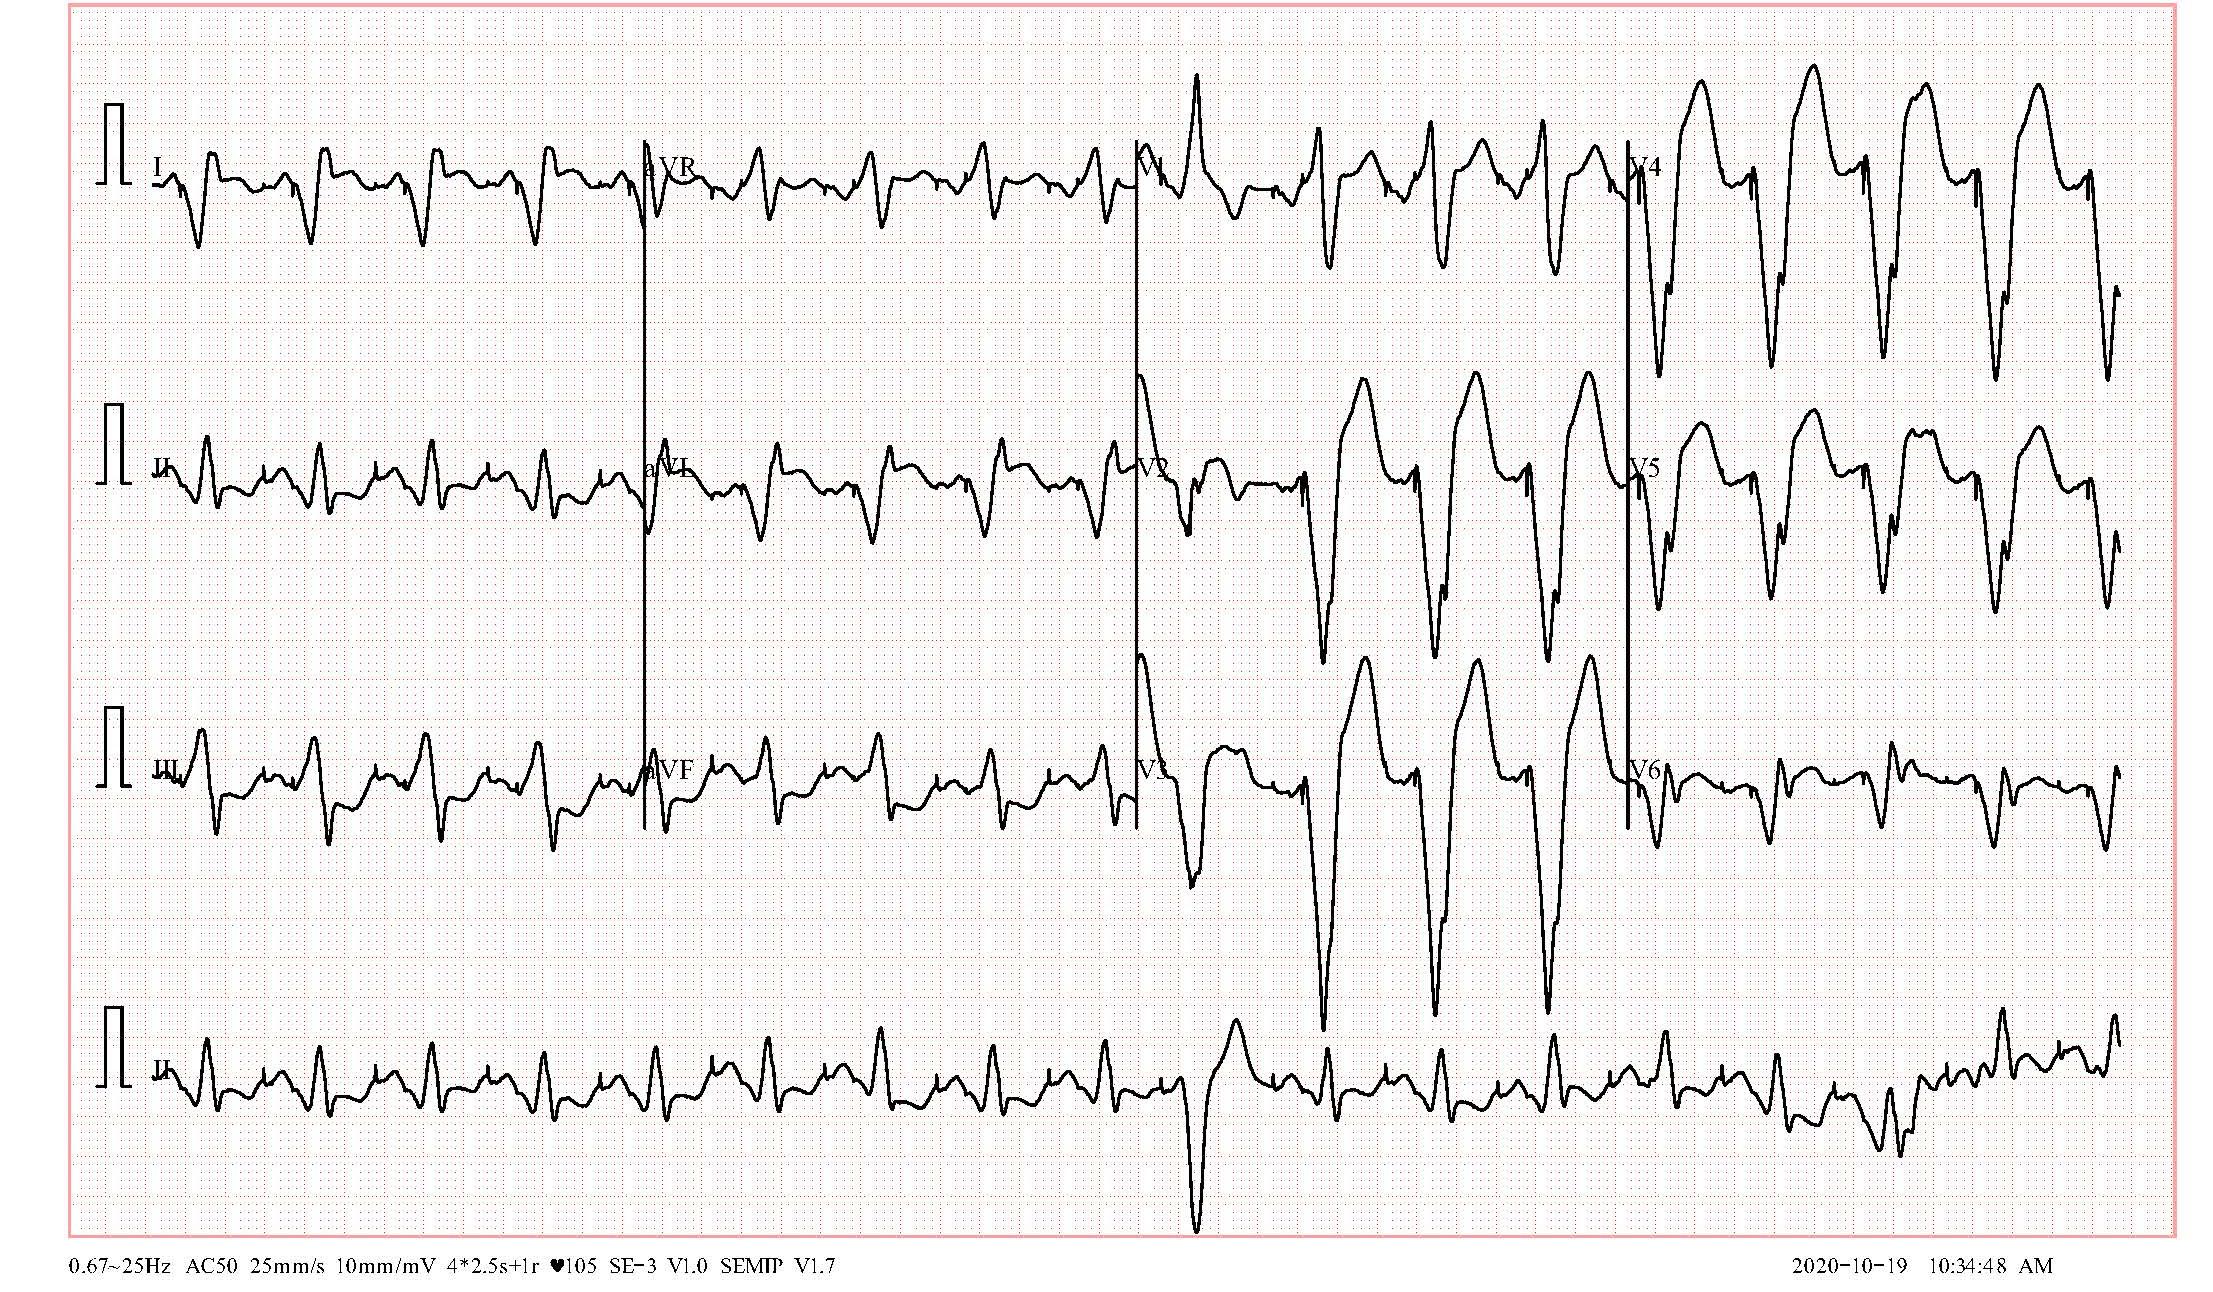 I aVR V1 V4
II aVL V2 V5
III aVF V3 V6
II
0.67~25Hz AC50 25mm/s 10mm/mV 4*2.5s+1r ♥105 SE-3 V1.0 SEMIP V1.7 2020-10-19 10:34:48 AM